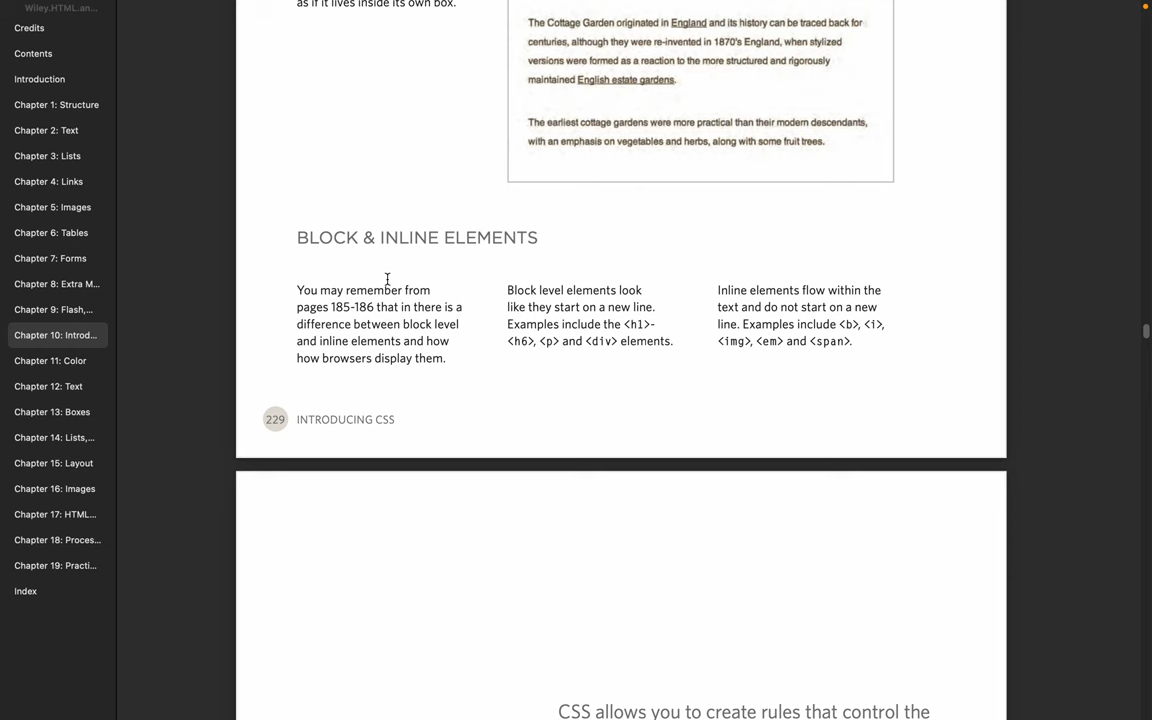 Wiley.HTML.an...
Credits
Contents
Introduction
Chapter 1: Structure
Chapter 2: Text
Chapter 3: Lists
Chapter 4: Links
Chapter 5: Images
Chapter 6: Tables
Chapter 7: Forms
Chapter 8: Extra M...
Chapter 9: Flash,...
Chapter 10: Introd...
Chapter 11: Color
Chapter 12: Text
Chapter 13: Boxes
Chapter 14: Lists,...
Chapter 15: Layout
Chapter 16: Images
Chapter 17: HTML...
Chapter 18: Proces...
Chapter 19: Practi...
Index
as if it lives inside its own box.
The Cottage Garden originated in England and its history can be traced back for
centuries, although they were re-invented in 1870's England, when stylized
versions were formed as a reaction to the more structured and rigorously
maintained English estate gardens.
The earliest cottage gardens were more practical than their modern descendants,
with an emphasis on vegetables and herbs, along with some fruit trees.
BLOCK & INLINE ELEMENTS
You may remember from
pages 185-186 that in there is a
difference between block level
and inline elements and how
how browsers display them.
Block level elements look
like they start on a new line.
Examples include the <h1>-
<h6>, <p> and <div> elements.
Inline elements flow within the
text and do not start on a new
line. Examples include <b>, <i>,
<img>, <em> and <span>.
229 INTRODUCING CSS
CSS allows you to create rules that control the